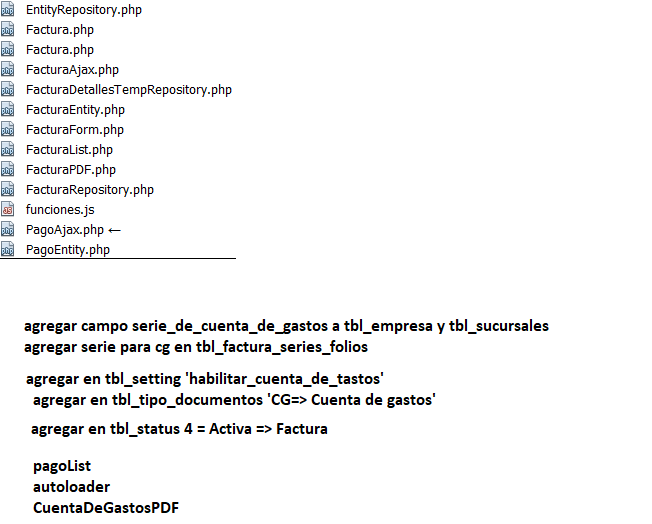 EntityRepository.php
Factura.php
Factura.php
FacturaAjax.php
FacturaDetallesTempRepository.php
FacturaEntity.php
FacturaForm.php
FacturaList.php
FacturaPDF.php
FacturaRepository.php
funciones.js
PagoAjax.php ←
PagoEntity.php
agregar campo serie_de_cuenta_de_gastos a tbl_empresa y tbl_sucursales
agregar serie para cg en tbl_factura_series_folios
agregar en tbl_setting 'habilitar_cuenta_de_tastos'
agregar en tbl_tipo_documentos 'CG=> Cuenta de gastos'
agregar en tbl_status 4 = Activa => Factura
pagoList
autoloader
CuentaDeGastosPDF